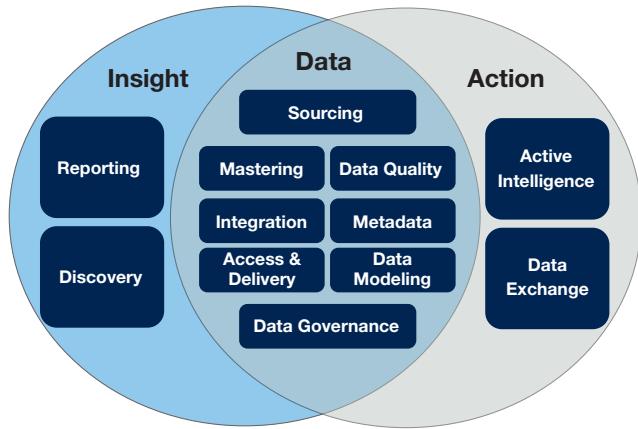 Insight
Data
Action
Reporting
Discovery
Sourcing
Mastering
Data Quality
Integration
Metadata
Access &
Delivery
Data
Modeling
Data Governance
Active
Intelligence
Data
Exchange